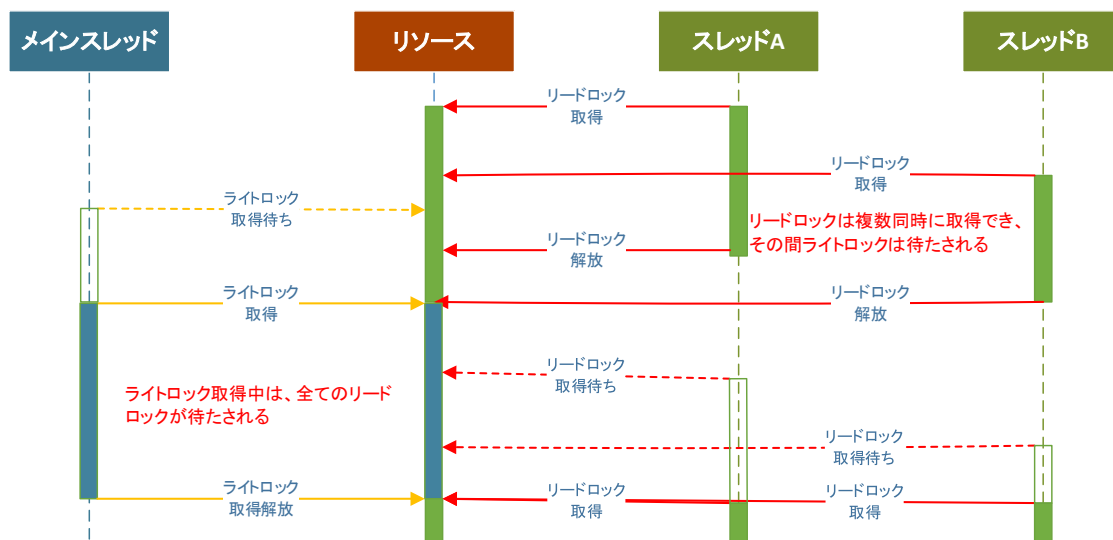 メインスレッド
リソース
スレッドA
スレッドB
リードロック
取得
リードロック
取得
ライトロック
取得待ち
リードロックは複数同時に取得でき、
その間ライトロックは待たされる
リードロック
解放
ライトロック
取得
リードロック
解放
リードロック
取得待ち
ライトロック取得中は、全てのリード
ロックが待たされる
リードロック
取得待ち
ライトロック
取得解放
リードロック
取得
リードロック
取得